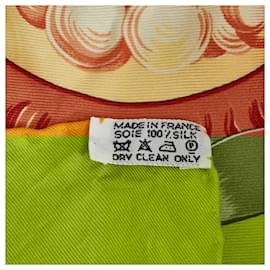 MADE IN FRANCE
SOIE 100% SILK
DRY CLEAN ONLY